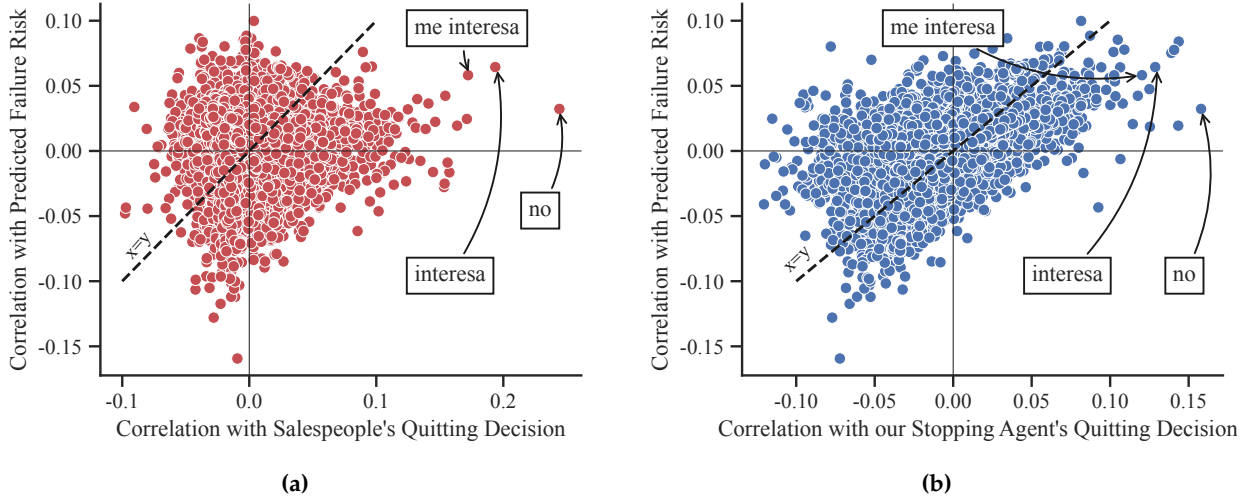 Correlation with Predicted Failure Risk
0.10
0.05
0.00
-0.05
-0.10
-0.15
-0.1
0.0
0.1
0.2
me interesa
no
interesa
x=y
Correlation with Salespeople's Quitting Decision
(a)
Correlation with Predicted Failure Risk
0.10
0.05
0.00
-0.05
-0.10
-0.15
-0.10
-0.05
0.00
0.05
0.10
0.15
me interesa
interesa
no
x=y
Correlation with our Stopping Agent's Quitting Decision
(b)